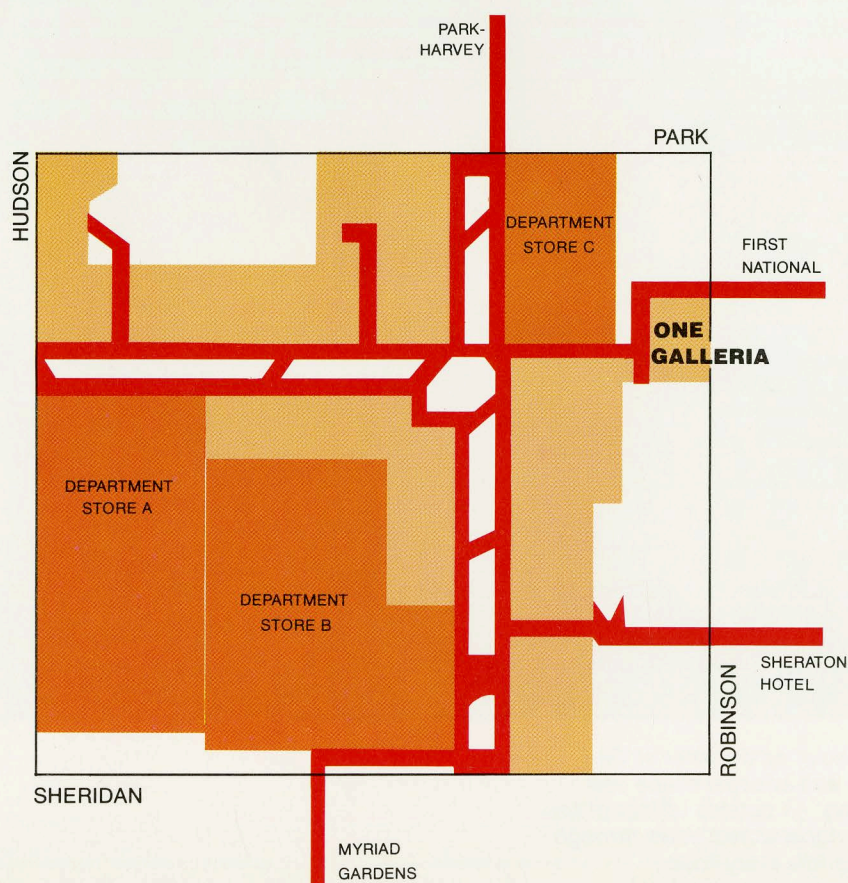 PARK-
HARVEY
PARK
HUDSON
DEPARTMENT
STORE C
FIRST
NATIONAL
ONE
GALLERIA
DEPARTMENT
STORE A
DEPARTMENT
STORE B
SHERATON
HOTEL
ROBINSON
SHERIDAN
MYRIAD
GARDENS